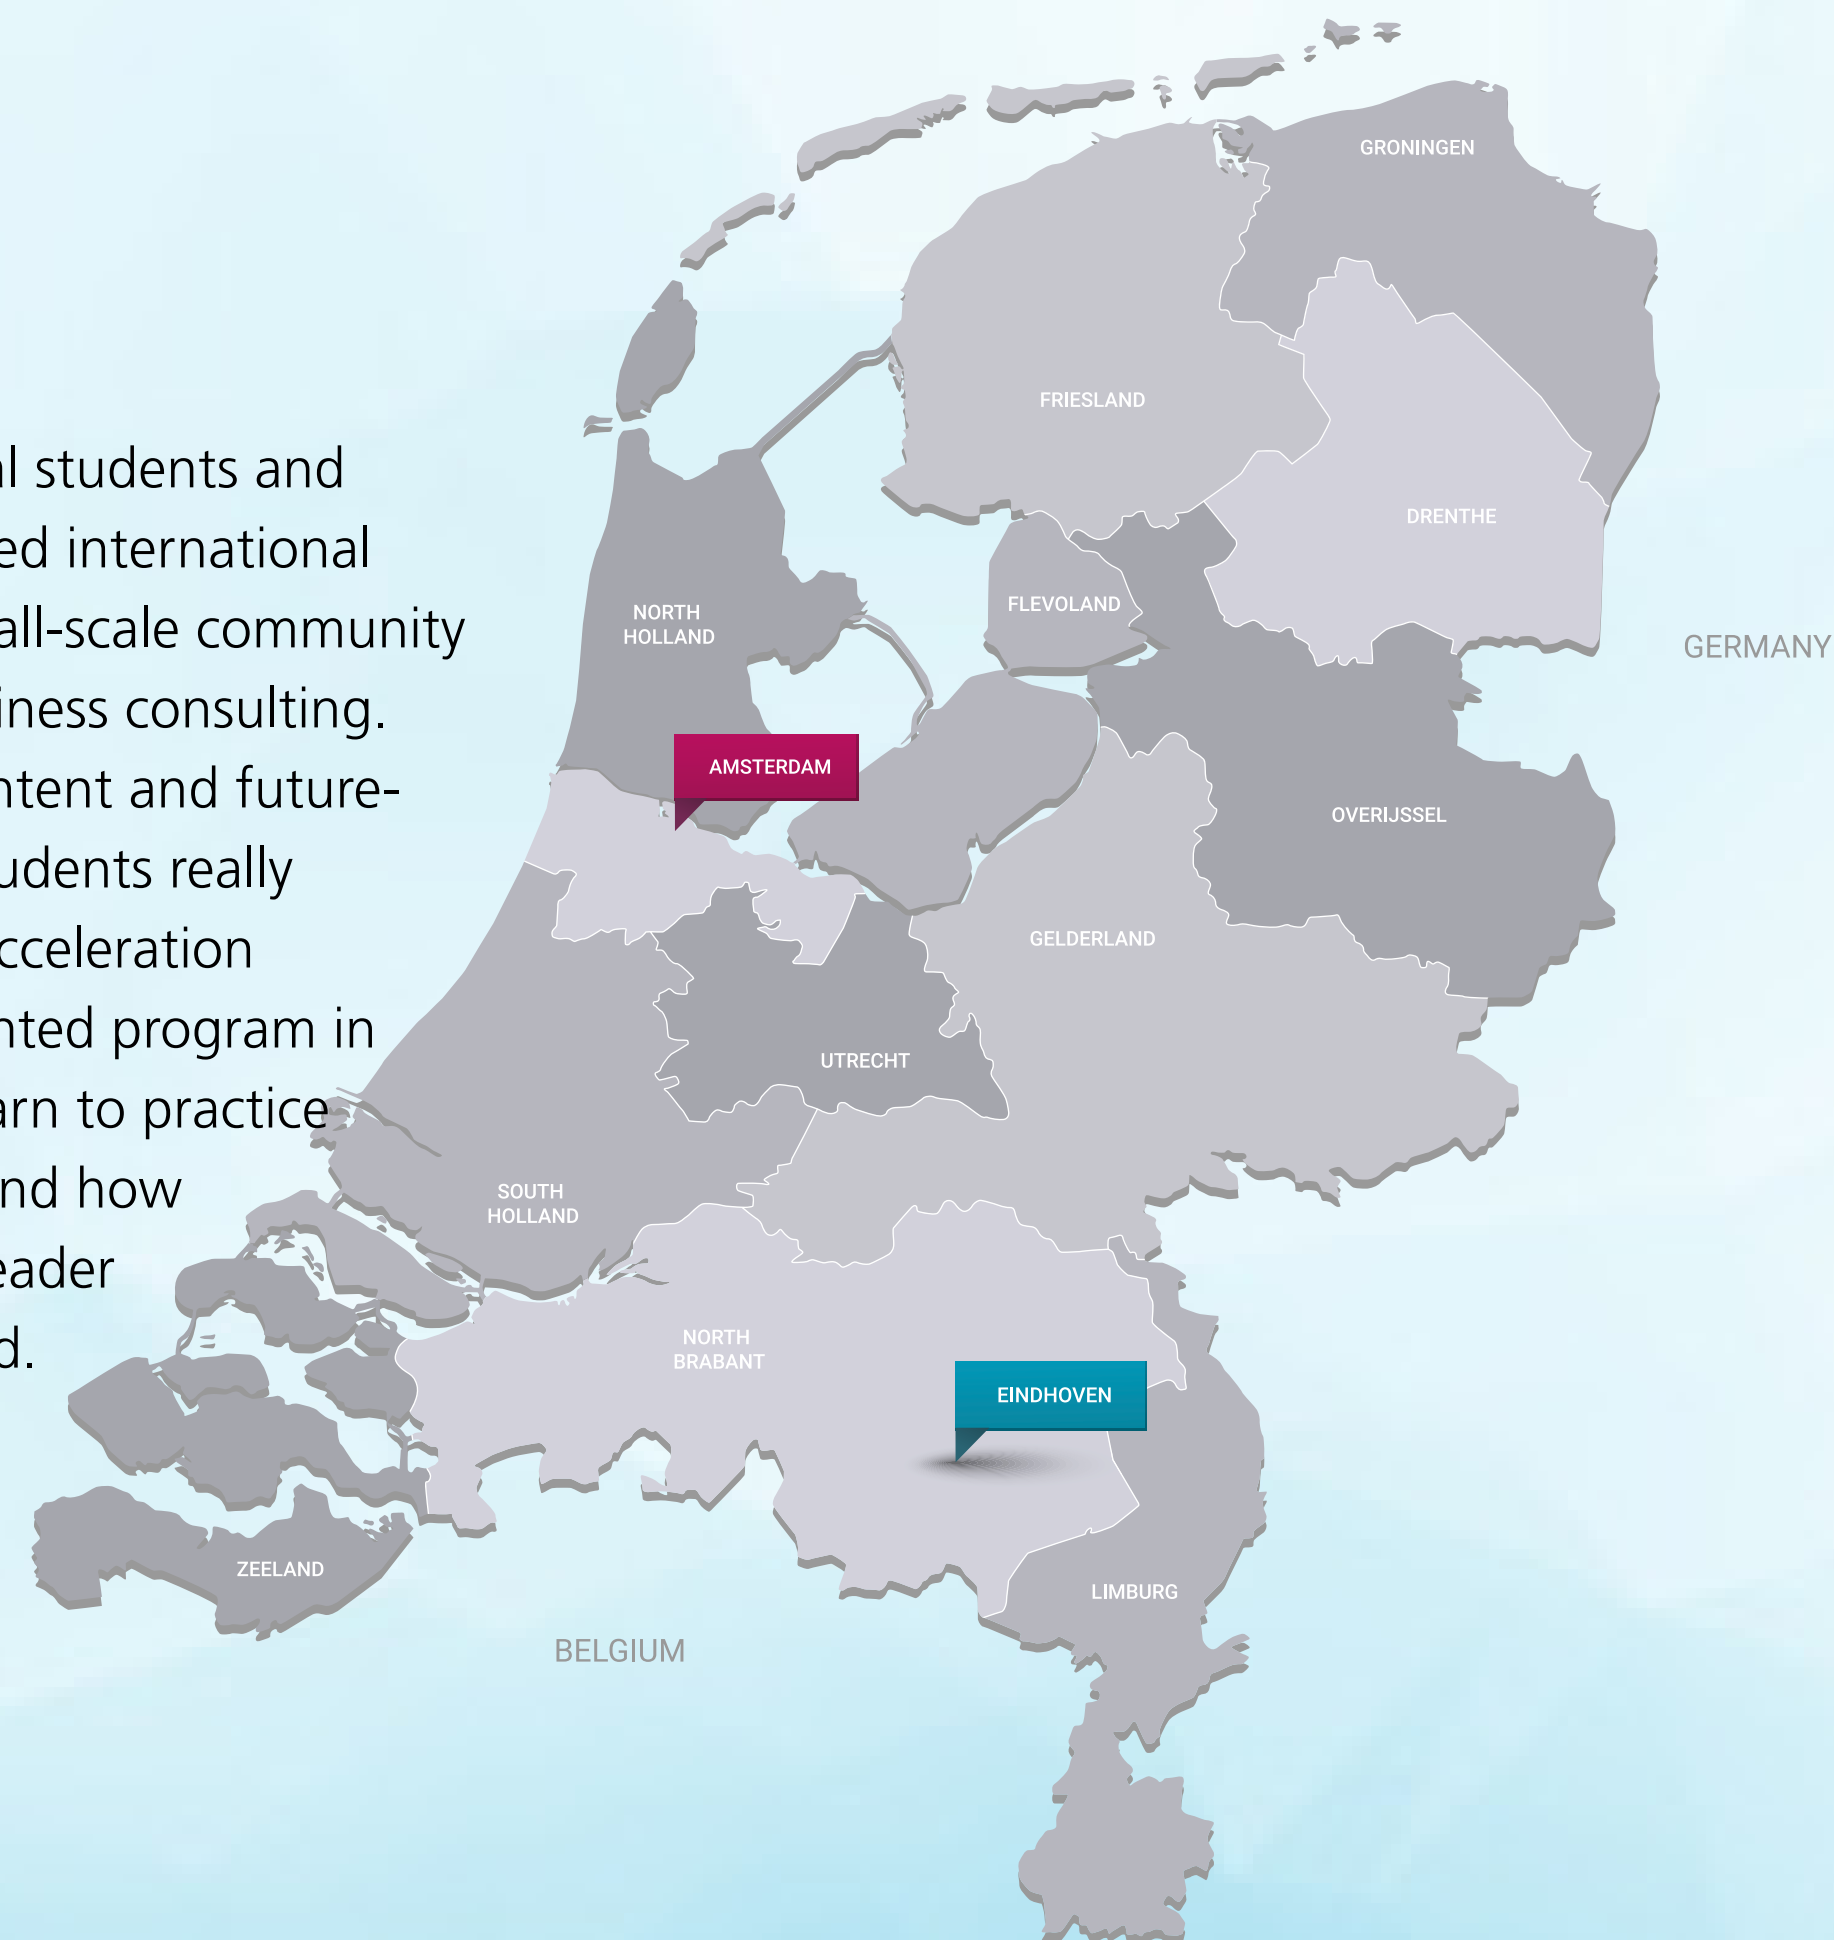 al students and
ed international
all-scale community
iness consulting.
ntent and future-
udents really
cceleration
nted program in
arn to practice
nd how
eader
d.
GRONINGEN
FRIESLAND
DRENTHE
NORTH
HOLLAND
FLEVOLAND
GERMANY
AMSTERDAM
OVERIJSSEL
GELDERLAND
UTRECHT
SOUTH
HOLLAND
NORTH
BRABANT
EINDHOVEN
ZEELAND
LIMBURG
BELGIUM